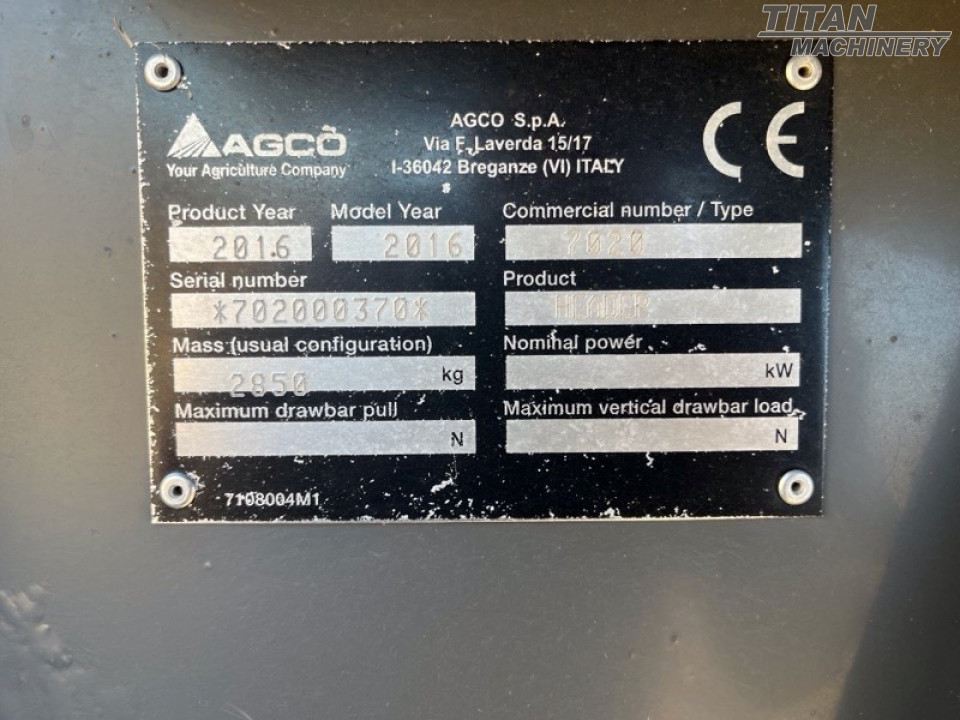 TITAN
MACHINERY
AGCO
Your Agriculture Company
AGCO S.p.A.
Via F. Laverda 15/17
I-36042 Breganze (VI) ITALY
CE
Product Year
Model Year
Commercial number / Type
2016
2016
7020
Serial number
Product
*702000370*
HEADER
Mass (usual configuration)
Nominal power
2850 kg
kW
Maximum drawbar pull
Maximum vertical drawbar load
N
N
7108004M1